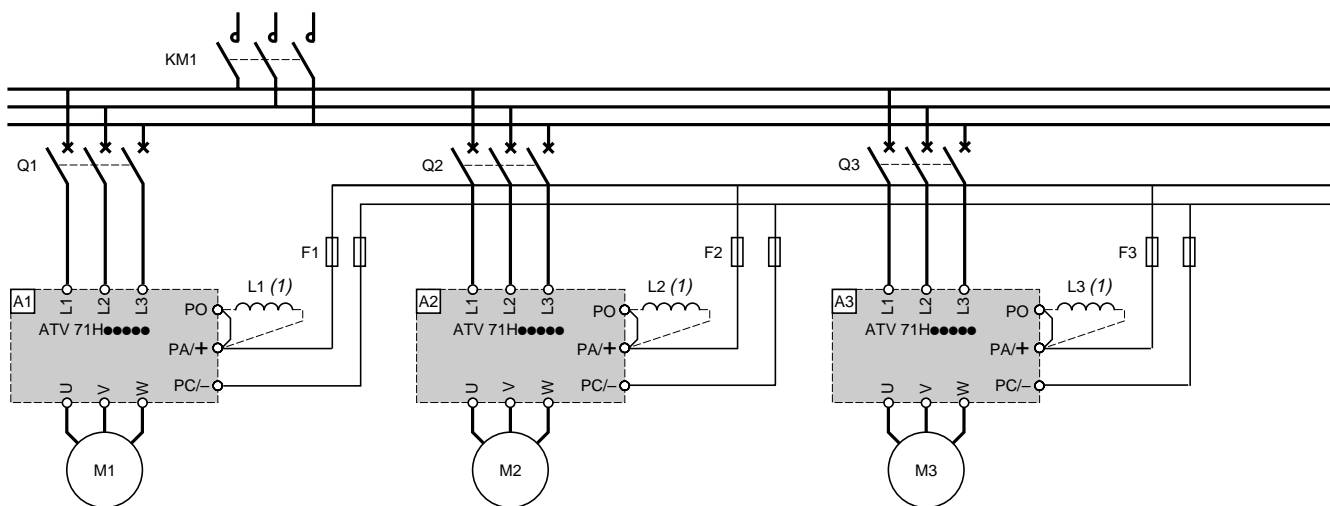 KM1
Q1
Q2
Q3
F1
F2
F3
A1
L1
L2
L3
PO
L1 (1)
ATV 71H●●●●●
PA/+
PC/–
U
V
W
M1
A2
L1
L2
L3
PO
L2 (1)
ATV 71H●●●●●
PA/+
PC/–
U
V
W
M2
A3
L1
L2
L3
PO
L3 (1)
ATV 71H●●●●●
PA/+
PC/–
U
V
W
M3